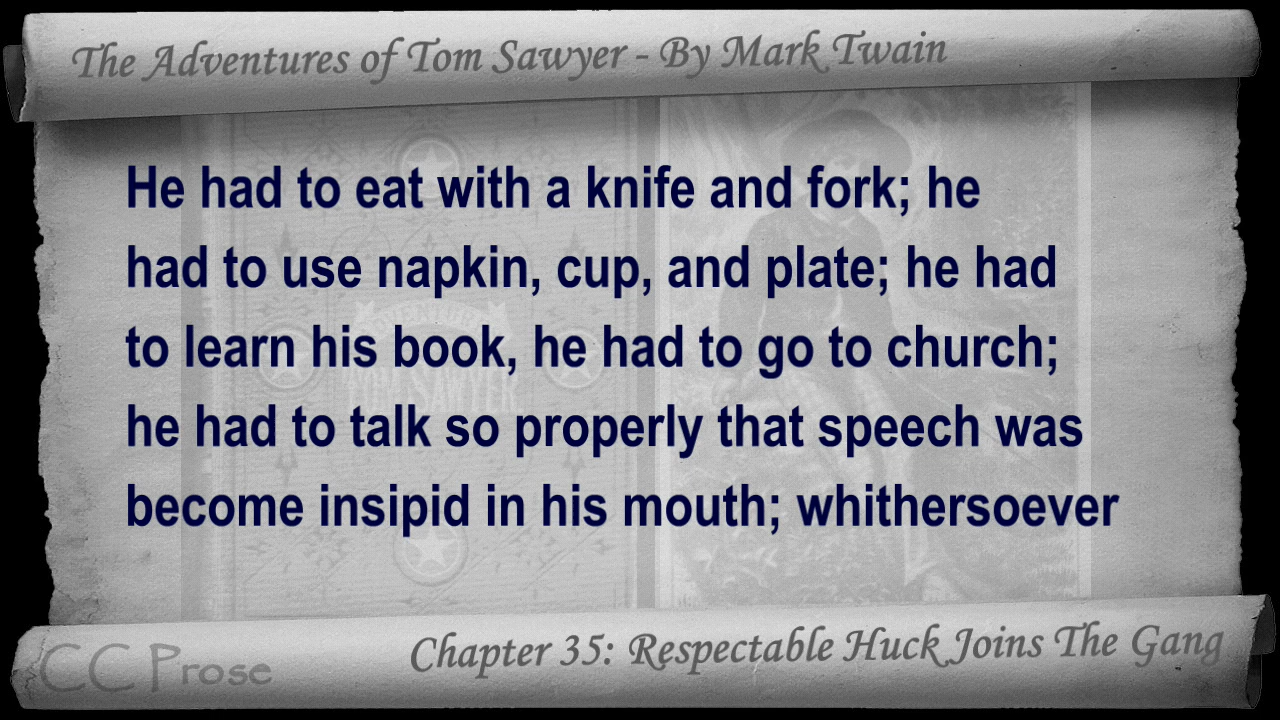 The Adventures of Tom Sawyer - By Mark Twain
He had to eat with a knife and fork; he
had to use napkin, cup, and plate; he had
to learn his book, he had to go to church;
he had to talk so properly that speech was
become insipid in his mouth; whithersoever
TOM SAWYER
Chapter 35: Respectable Huck Joins The Gang
CC Prose